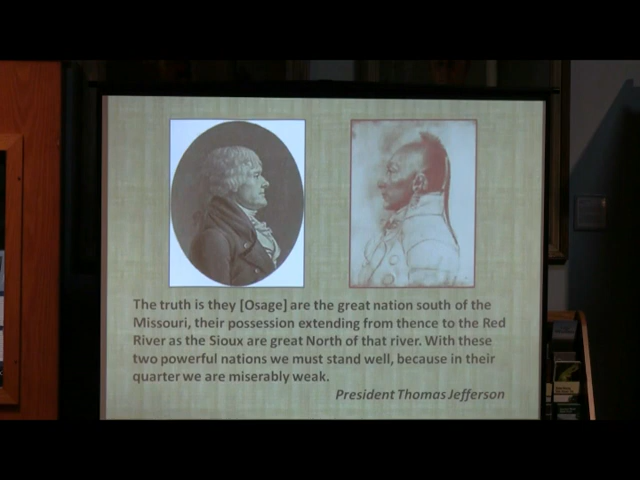 The truth is they [Osage] are the great nation south of the
Missouri, their possession extending from thence to the Red
River as the Sioux are great North of that river. With these
two powerful nations we must stand well, because in their
quarter we are miserably weak.
President Thomas Jefferson